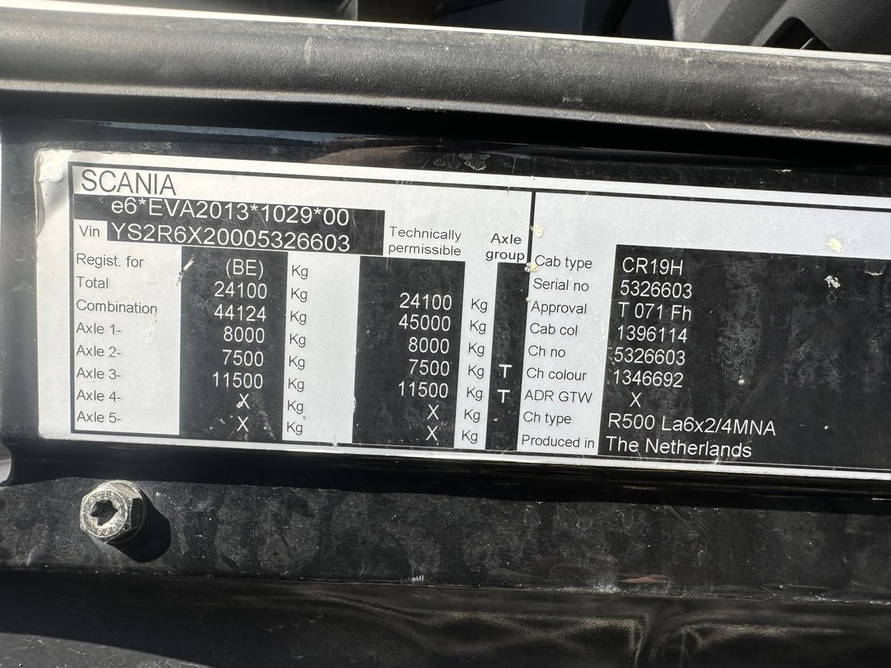 SCANIA
e6*EVA2013*1029*00
Vin YS2R6X20005326603
Technically permissible Axle group
Regist. for (BE) Kg
Total 24100 Kg 24100 Kg
Combination 44124 Kg 45000 Kg
Axle 1- 8000 Kg 8000 Kg
Axle 2- 7500 Kg 7500 Kg T
Axle 3- 11500 Kg 11500 Kg T
Axle 4- X Kg X Kg
Axle 5- X Kg X Kg
Cab type CR19H
Serial no 5326603
Approval T 071 Fh
Cab col 1396114
Ch no 5326603
Ch colour 1346692
ADR GTW X
Ch type R500 La6x2/4MNA
Produced in The Netherlands